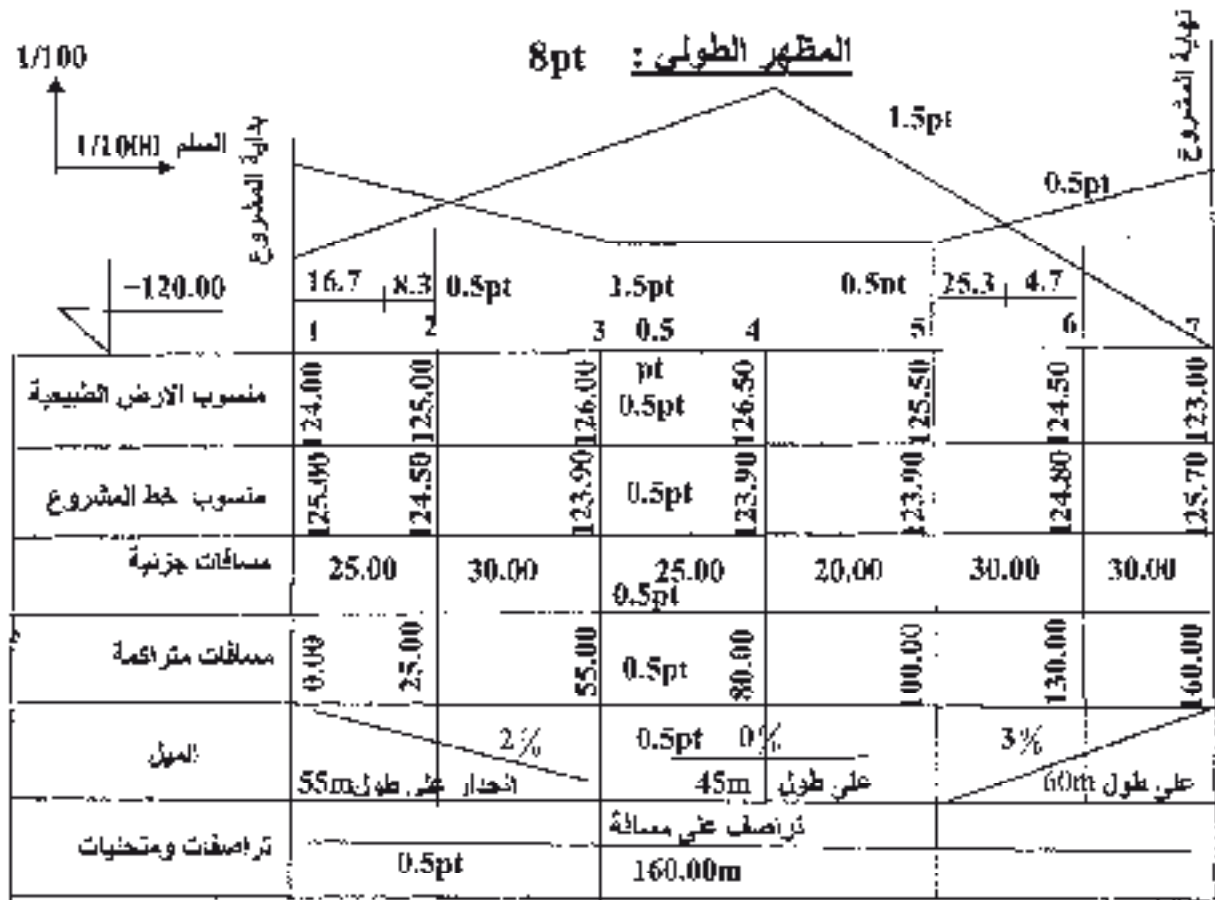 المظهر الطولي : 8pt
1/100
السلم 1/1000
بداية المشروع
نهاية المشروع
1.5pt
0.5pt
−120.00
16.7 8.3 0.5pt 1.5pt 0.5pt 25.3 4.7
1 2 3 0.5 4 5 6 7
pt
منسوب الارض الطبيعية 124.00 125.00 126.00 0.5pt 126.50 125.50 124.50 123.00
منسوب خط المشروع 124.50 123.90 0.5pt 123.90 123.90 124.80 125.70
مسافات جزئية 25.00 30.00 25.00 20.00 30.00 30.00
0.5pt
مسافات متراكمة 0.00 25.00 55.00 0.5pt 80.00 100.00 130.00 160.00
الميل 2% 0.5pt 0% 3%
انحدار على طول 55m على طول 45m على طول 60m
تراصفات ومنحنيات تراصف على مسافة
0.5pt 160.00m